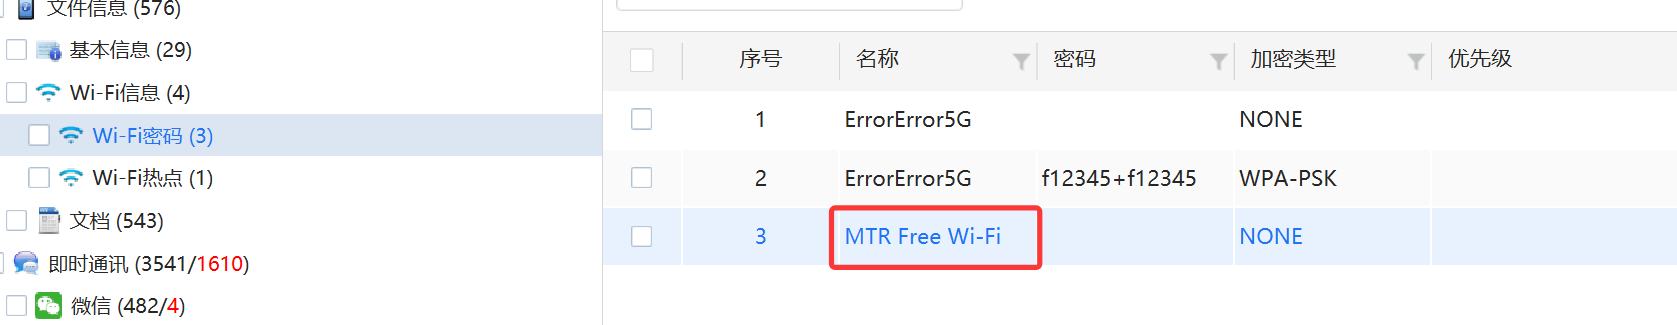 文件信息 (576)
基本信息 (29)
Wi-Fi信息 (4)
Wi-Fi密码 (3)
Wi-Fi热点 (1)
文档 (543)
即时通讯 (3541/1610)
微信 (482/4)
序号 名称 密码 加密类型 优先级
1 ErrorError5G NONE
2 ErrorError5G f12345+f12345 WPA-PSK
3 MTR Free Wi-Fi NONE